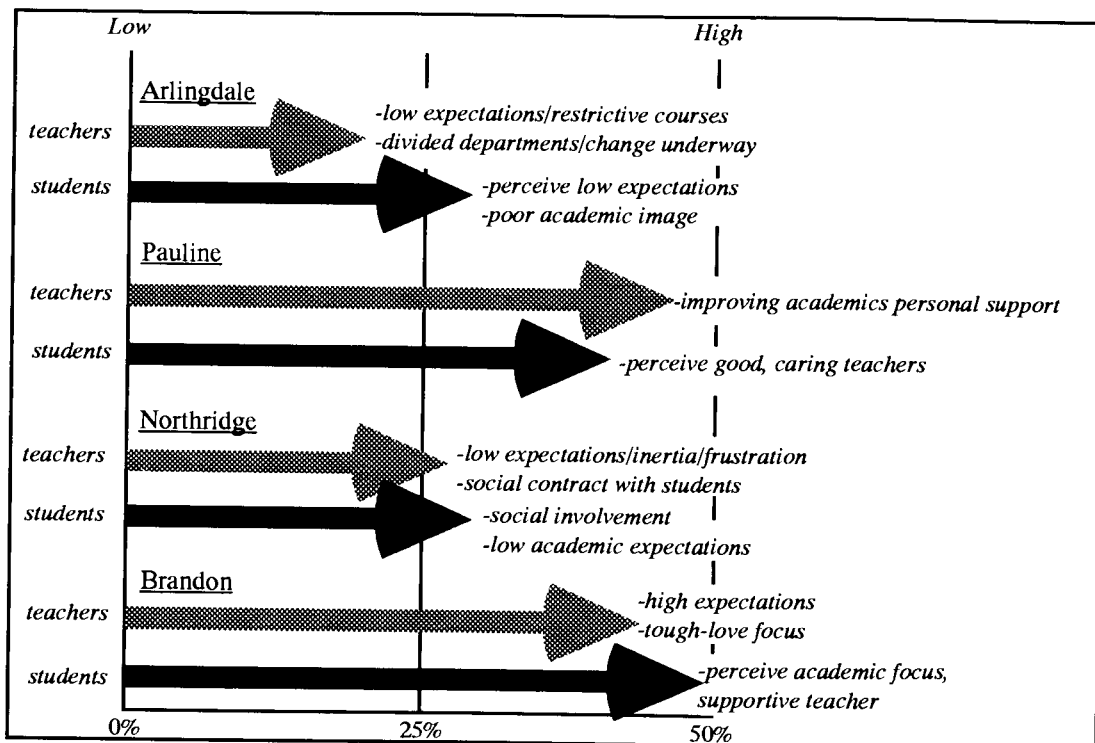 Low High
Arlingdale
teachers
-low expectations/restrictive courses
-divided departments/change underway
students
-perceive low expectations
-poor academic image
Pauline
teachers
-improving academics personal support
students
-perceive good, caring teachers
Northridge
teachers
-low expectations/inertia/frustration
-social contract with students
students
-social involvement
-low academic expectations
Brandon
teachers
-high expectations
-tough-love focus
students
-perceive academic focus,
supportive teacher
0% 25% 50%